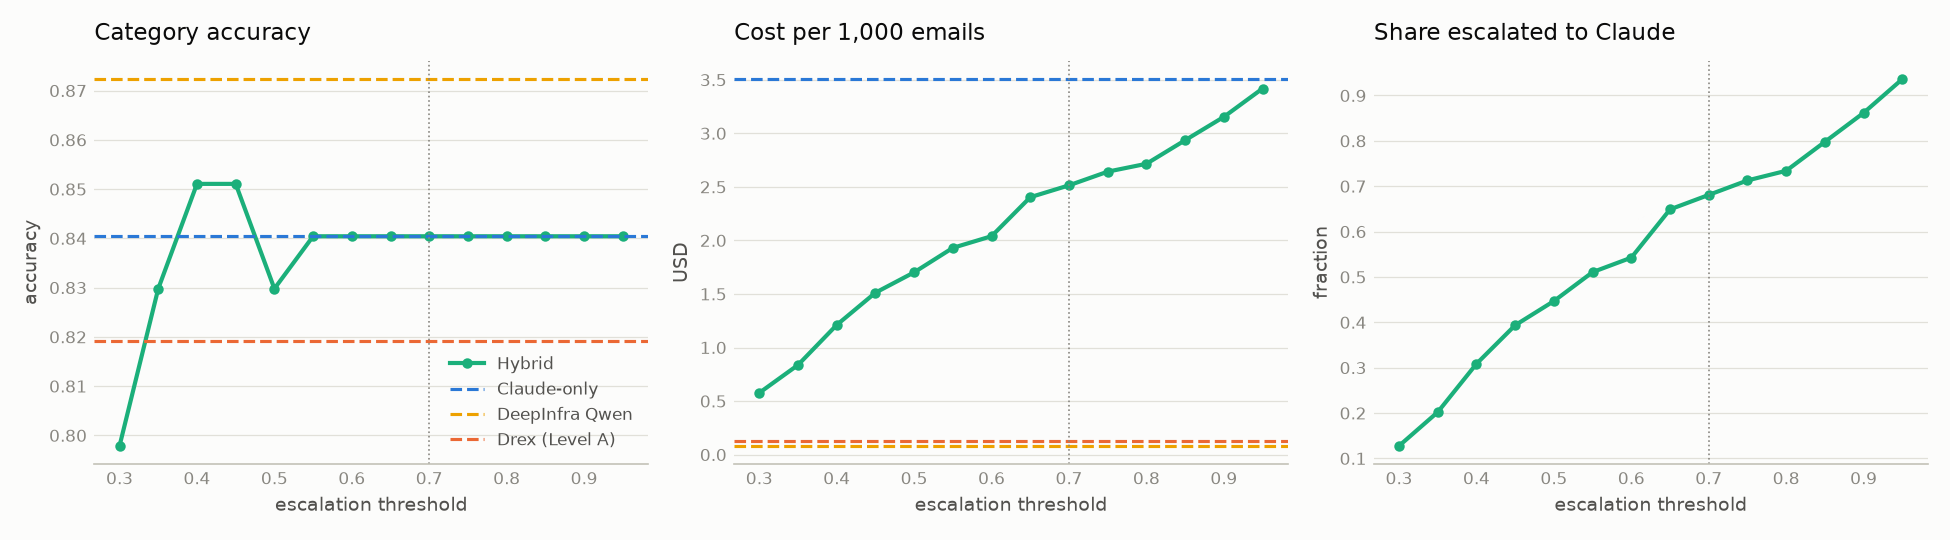 Category accuracy
0.87
0.86
0.85
0.84
0.83
0.82
0.81
0.80
accuracy
Hybrid
Claude-only
DeepInfra Qwen
Drex (Level A)
0.3 0.4 0.5 0.6 0.7 0.8 0.9
escalation threshold
Cost per 1,000 emails
3.5
3.0
2.5
2.0
1.5
1.0
0.5
0.0
USD
0.3 0.4 0.5 0.6 0.7 0.8 0.9
escalation threshold
Share escalated to Claude
0.9
0.8
0.7
0.6
0.5
0.4
0.3
0.2
0.1
fraction
0.3 0.4 0.5 0.6 0.7 0.8 0.9
escalation threshold